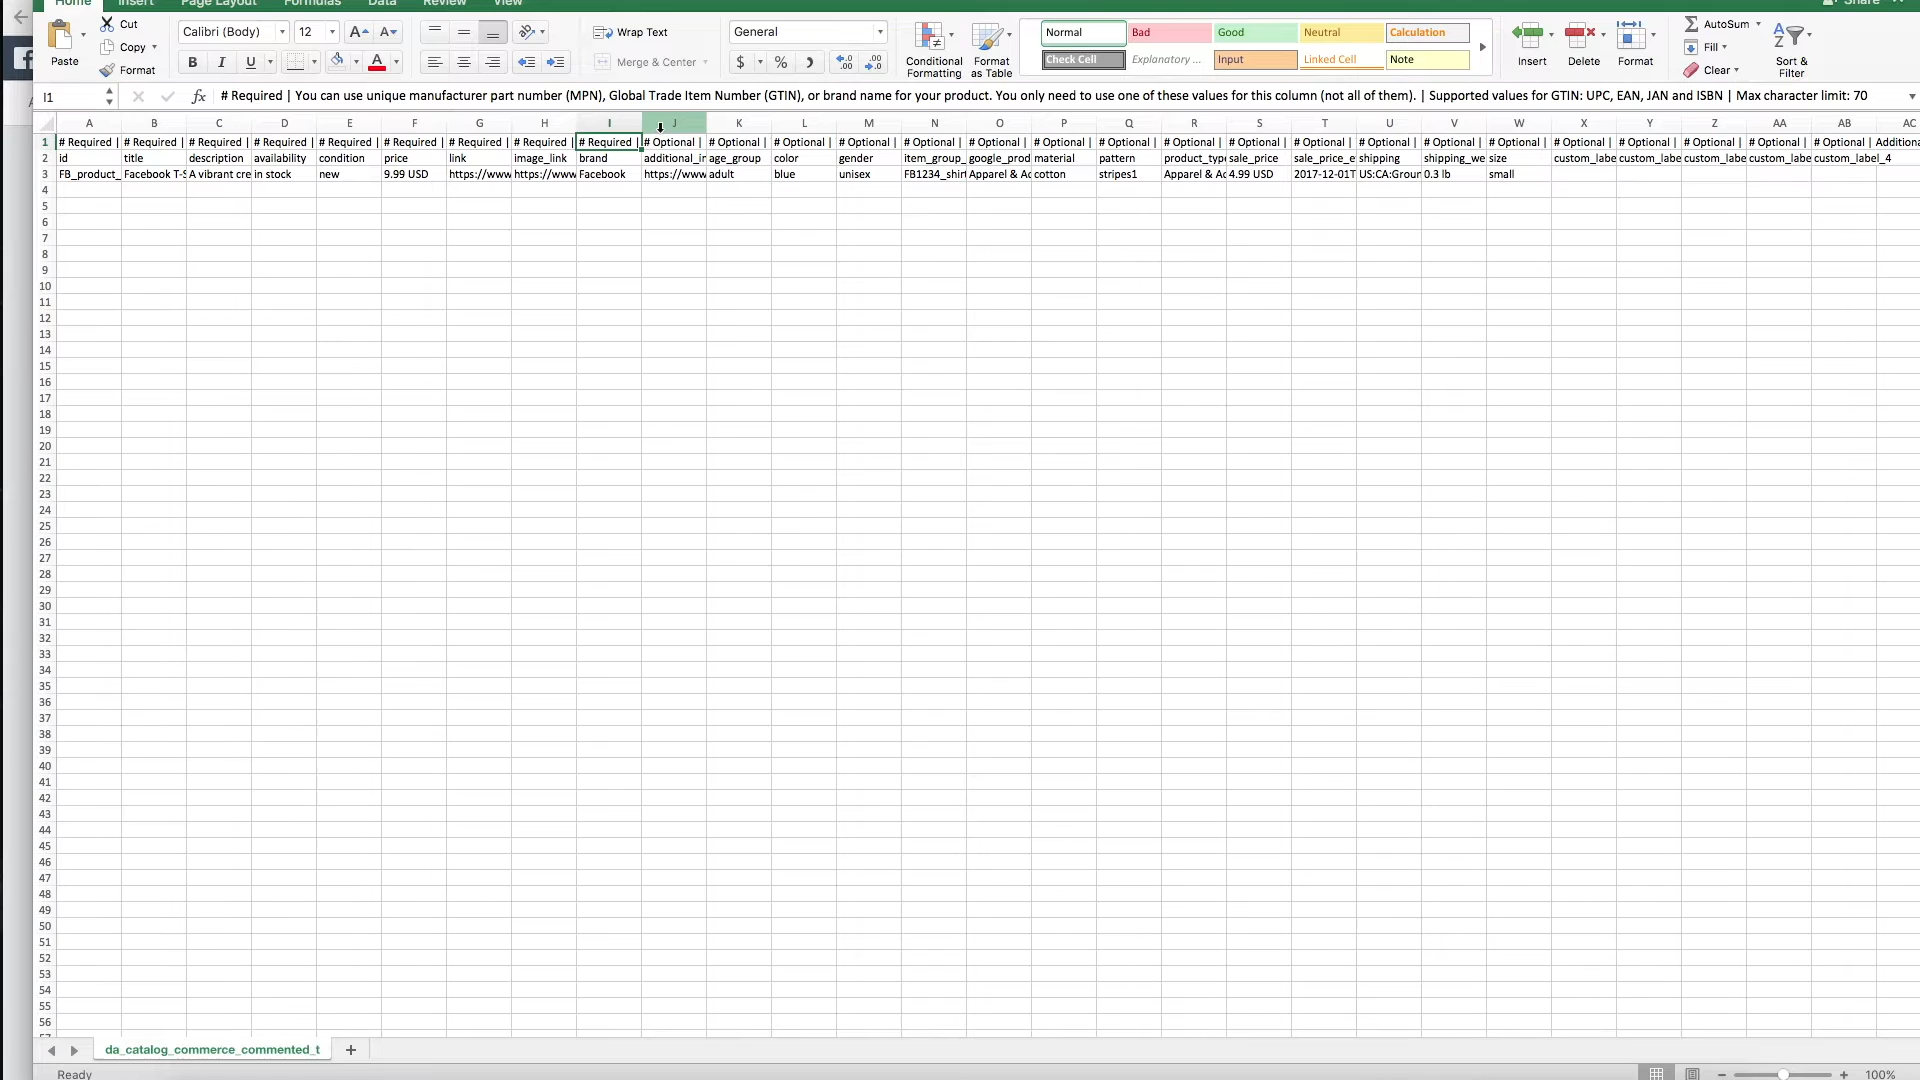 Home Insert Page Layout Formulas Data Review View Share
Cut
Copy
Format
Paste
Calibri (Body) 12 A A
B I U A
Wrap Text
Merge & Center
General
$ % )
Conditional Formatting
Format as Table
Normal Bad Good Neutral Calculation
Check Cell Explanatory ... Input Linked Cell Note
Insert Delete Format
AutoSum
Fill
Clear
Sort & Filter
I1 fx # Required | You can use unique manufacturer part number (MPN), Global Trade Item Number (GTIN), or brand name for your product. You only need to use one of these values for this column (not all of them). | Supported values for GTIN: UPC, EAN, JAN and ISBN | Max character limit: 70
A B C D E F G H I J K L M N O P Q R S T U V W X Y Z AA AB AC
1 # Required | # Required | # Required | # Required | # Required | # Required | # Required | # Required | # Required | # Optional | # Optional | # Optional | # Optional | # Optional | # Optional | # Optional | # Optional | # Optional | # Optional | # Optional | # Optional | # Optional | # Optional | # Optional | # Optional | # Optional | # Optional | # Optional | Additiona
2 id title description availability condition price link image_link brand additional_ir age_group color gender item_group_ google_prod material pattern product_type sale_price sale_price_e shipping shipping_we size custom_labe custom_labe custom_labe custom_labe custom_label_4
3 FB_product_ Facebook T-S A vibrant cre in stock new 9.99 USD https://www https://www Facebook https://www adult blue unisex FB1234_shirt Apparel & Ac cotton stripes1 Apparel & Ac 4.99 USD 2017-12-01T US:CA:Groun 0.3 lb small
4
5
6
7
8
9
10
11
12
13
14
15
16
17
18
19
20
21
22
23
24
25
26
27
28
29
30
31
32
33
34
35
36
37
38
39
40
41
42
43
44
45
46
47
48
49
50
51
52
53
54
55
56
57
da_catalog_commerce_commented_t +
Ready 100%